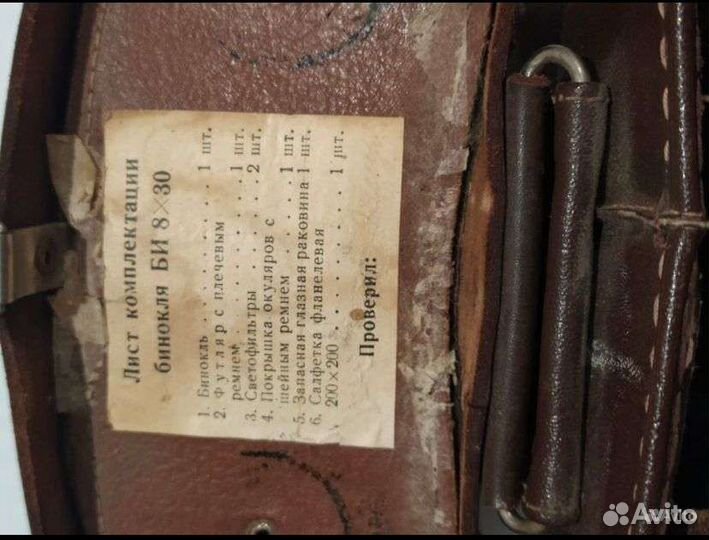 Лист комплектации
бинокля БИ 8×30
1. Бинокль . . . . . . . . . 1 шт.
2. Футляр с плечевым
ремнем. . . . . . . . . . 1 шт.
3. Светофильтры . . . . . . . 2 шт.
4. Покрышка окуляров с
шейным ремнем . . . . . . 1 шт.
5. Запасная глазная раковина 1 шт.
6. Салфетка фланелевая
200×200 . . . . . . . . . 1 шт.
Проверил:
Avito